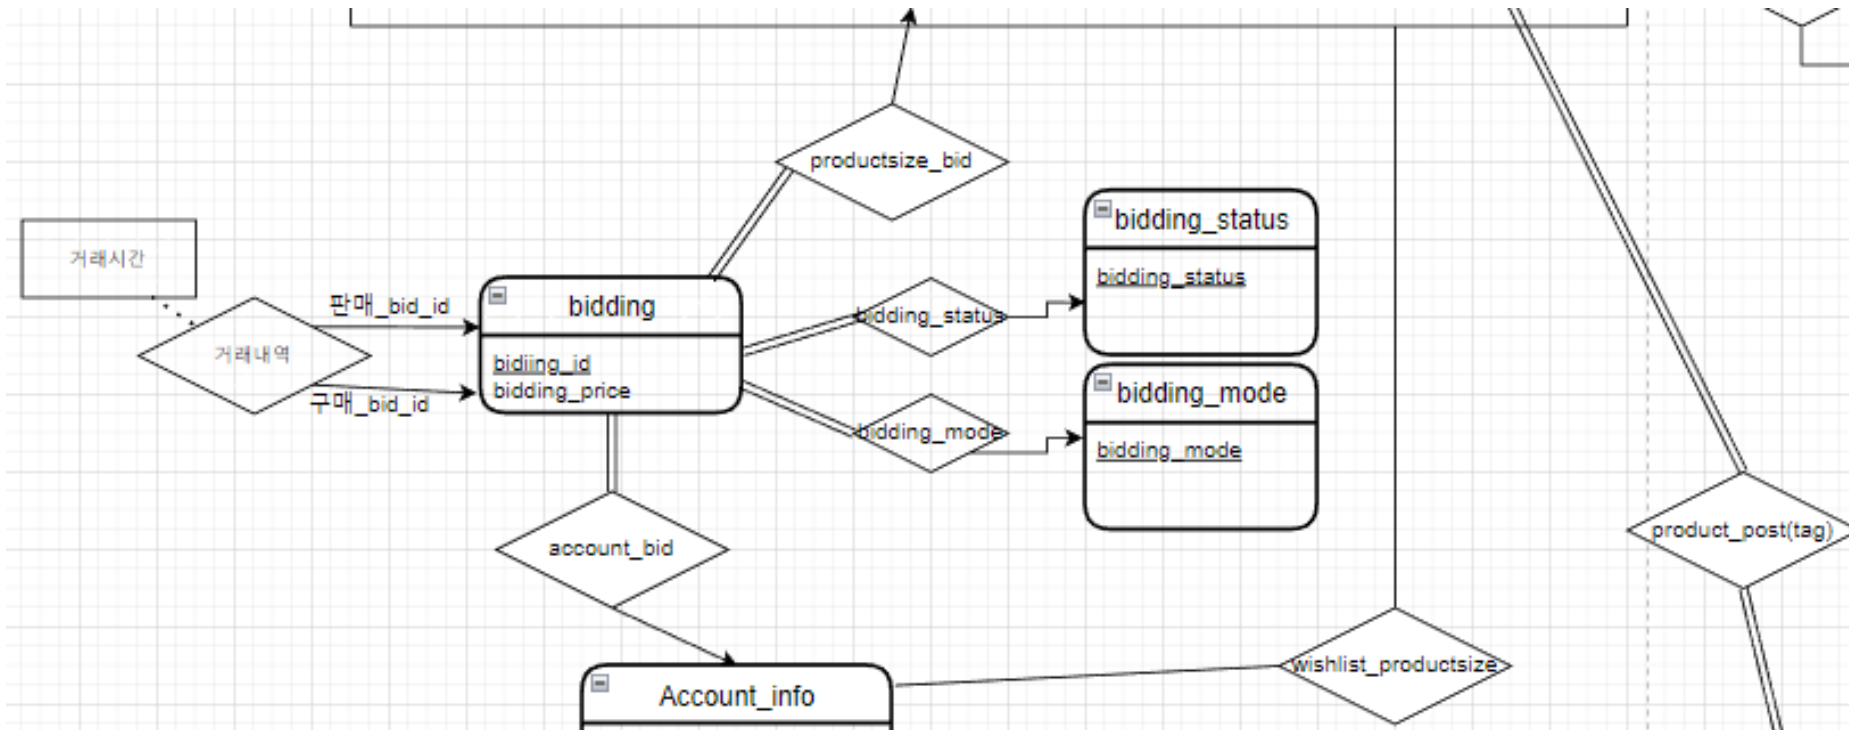 productsize_bid
bidding_status
bidding_status
거래시간
판매_bid_id
bidding
bidding_status
거래내역
bidiing_id
bidding_price
구매_bid_id
bidding_mode
bidding_mode
bidding_mode
account_bid
product_post(tag)
wishlist_productsize
Account_info